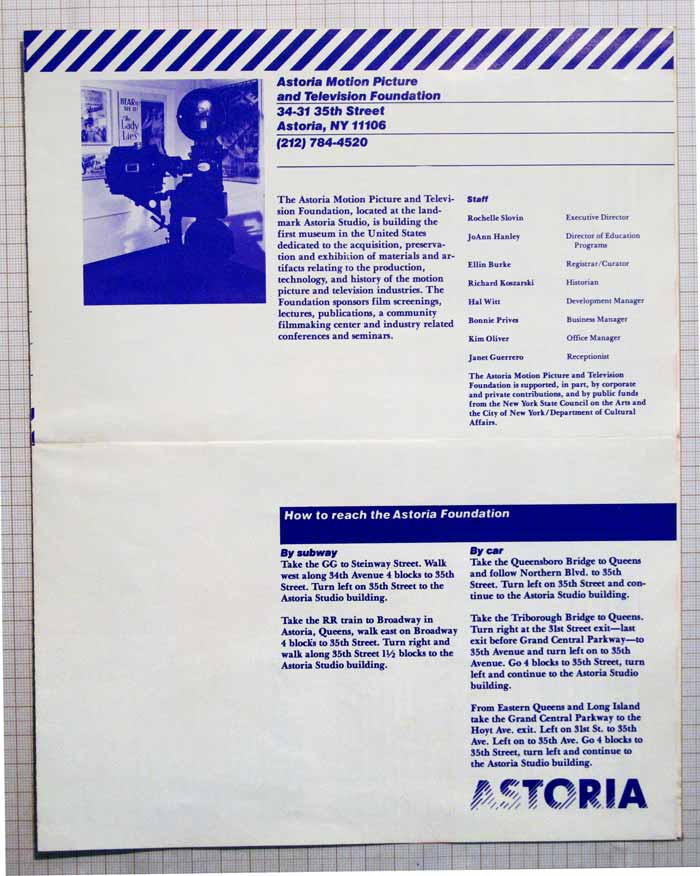 Astoria Motion Picture
and Television Foundation
34-31 35th Street
Astoria, NY 11106
(212) 784-4520
HEAR
SEE IT
The
Lady
Lies
The Astoria Motion Picture and Televi-
sion Foundation, located at the land-
mark Astoria Studio, is building the
first museum in the United States
dedicated to the acquisition, preserva-
tion and exhibition of materials and ar-
tifacts relating to the production,
technology, and history of the motion
picture and television industries. The
Foundation sponsors film screenings,
lectures, publications, a community
filmmaking center and industry related
conferences and seminars.
Staff
Rochelle Slovin Executive Director
JoAnn Hanley Director of Education
Programs
Ellin Burke Registrar/Curator
Richard Koszarski Historian
Hal Witt Development Manager
Bonnie Prives Business Manager
Kim Oliver Office Manager
Janet Guerrero Receptionist
The Astoria Motion Picture and Television
Foundation is supported, in part, by corporate
and private contributions, and by public funds
from the New York State Council on the Arts and
the City of New York/Department of Cultural
Affairs.
How to reach the Astoria Foundation
By subway
Take the GG to Steinway Street. Walk
west along 34th Avenue 4 blocks to 35th
Street. Turn left on 35th Street to the
Astoria Studio building.
Take the RR train to Broadway in
Astoria, Queens, walk east on Broadway
4 blocks to 35th Street. Turn right and
walk along 35th Street 1½ blocks to the
Astoria Studio building.
By car
Take the Queensboro Bridge to Queens
and follow Northern Blvd. to 35th
Street. Turn left on 35th Street and con-
tinue to the Astoria Studio building.
Take the Triborough Bridge to Queens.
Turn right at the 31st Street exit—last
exit before Grand Central Parkway—to
35th Avenue and turn left on to 35th
Avenue. Go 4 blocks to 35th Street, turn
left and continue to the Astoria Studio
building.
From Eastern Queens and Long Island
take the Grand Central Parkway to the
Hoyt Ave. exit. Left on 31st St. to 35th
Ave. Left on to 35th Ave. Go 4 blocks to
35th Street, turn left and continue to
the Astoria Studio building.
ASTORIA